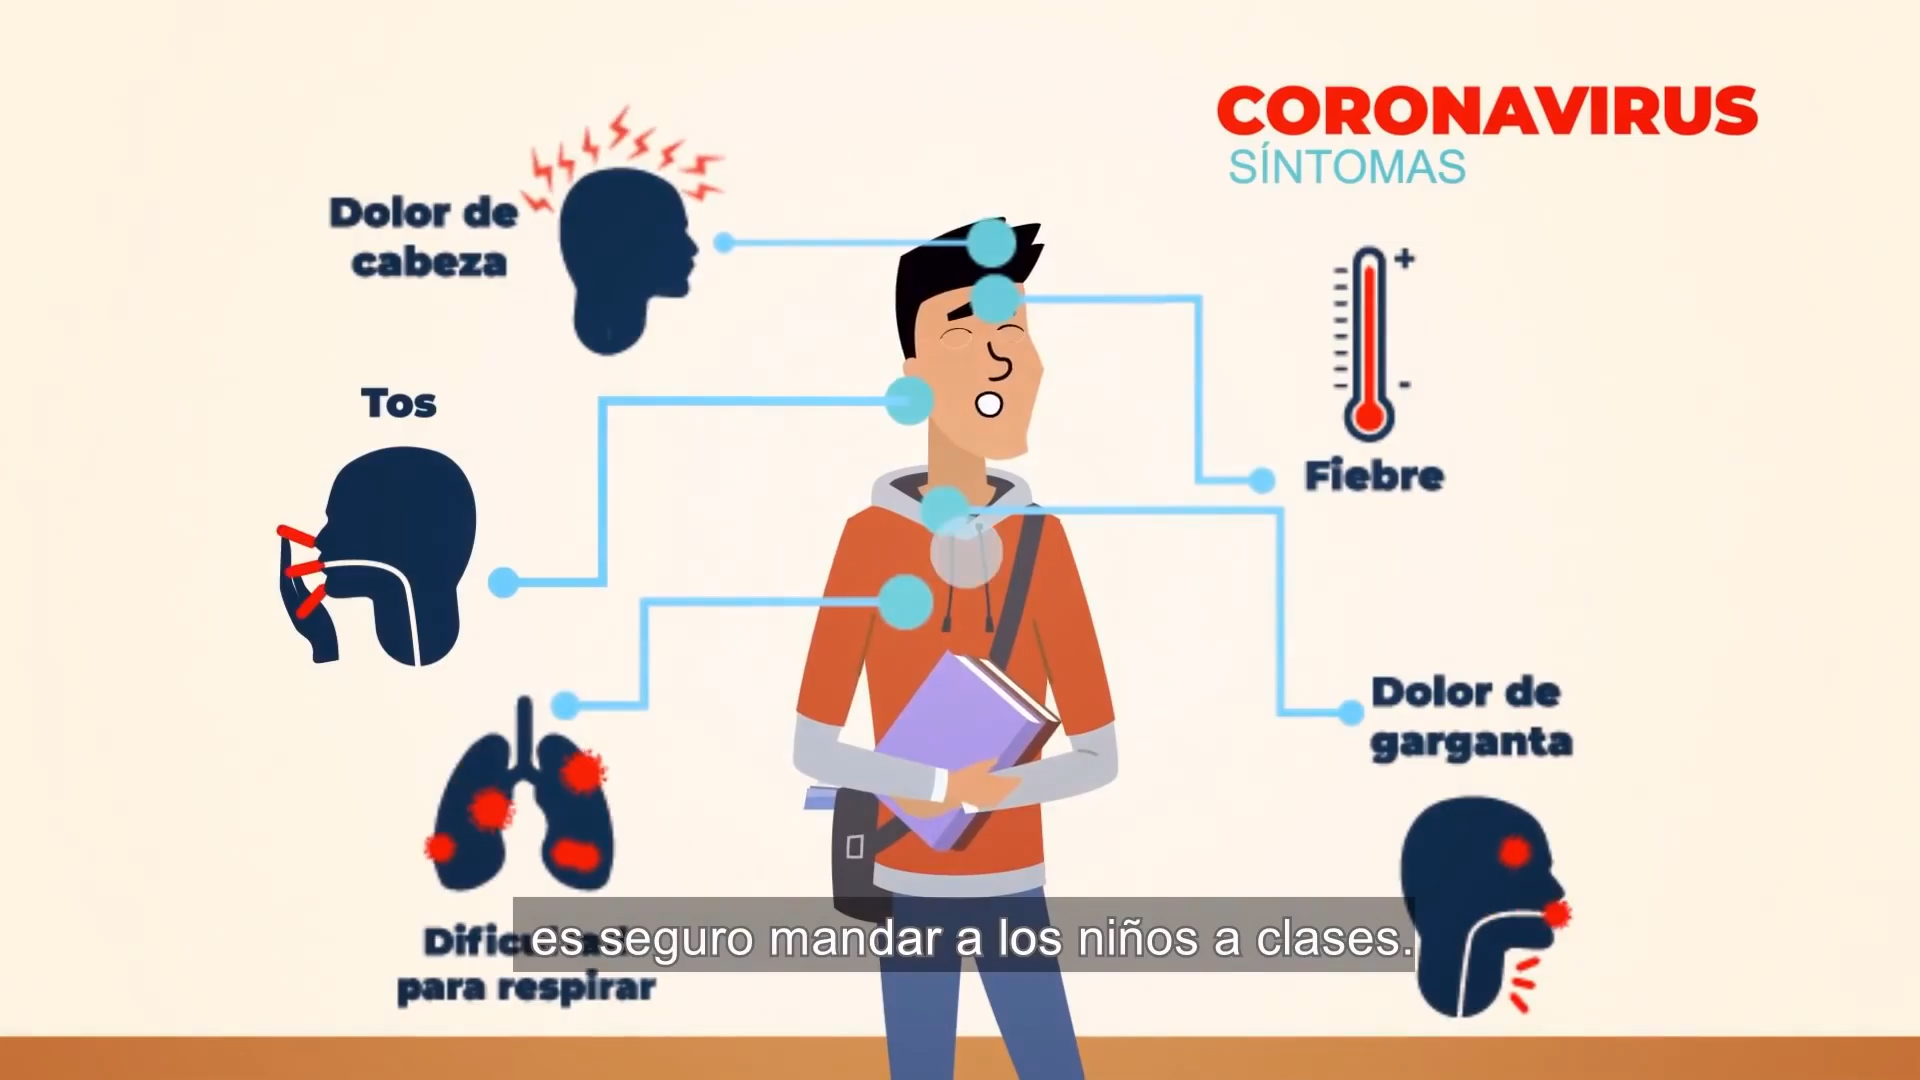 CORONAVIRUS
SÍNTOMAS
Dolor de
cabeza
Tos
Fiebre
Dolor de
garganta
para respirar
es seguro mandar a los niños a clases.